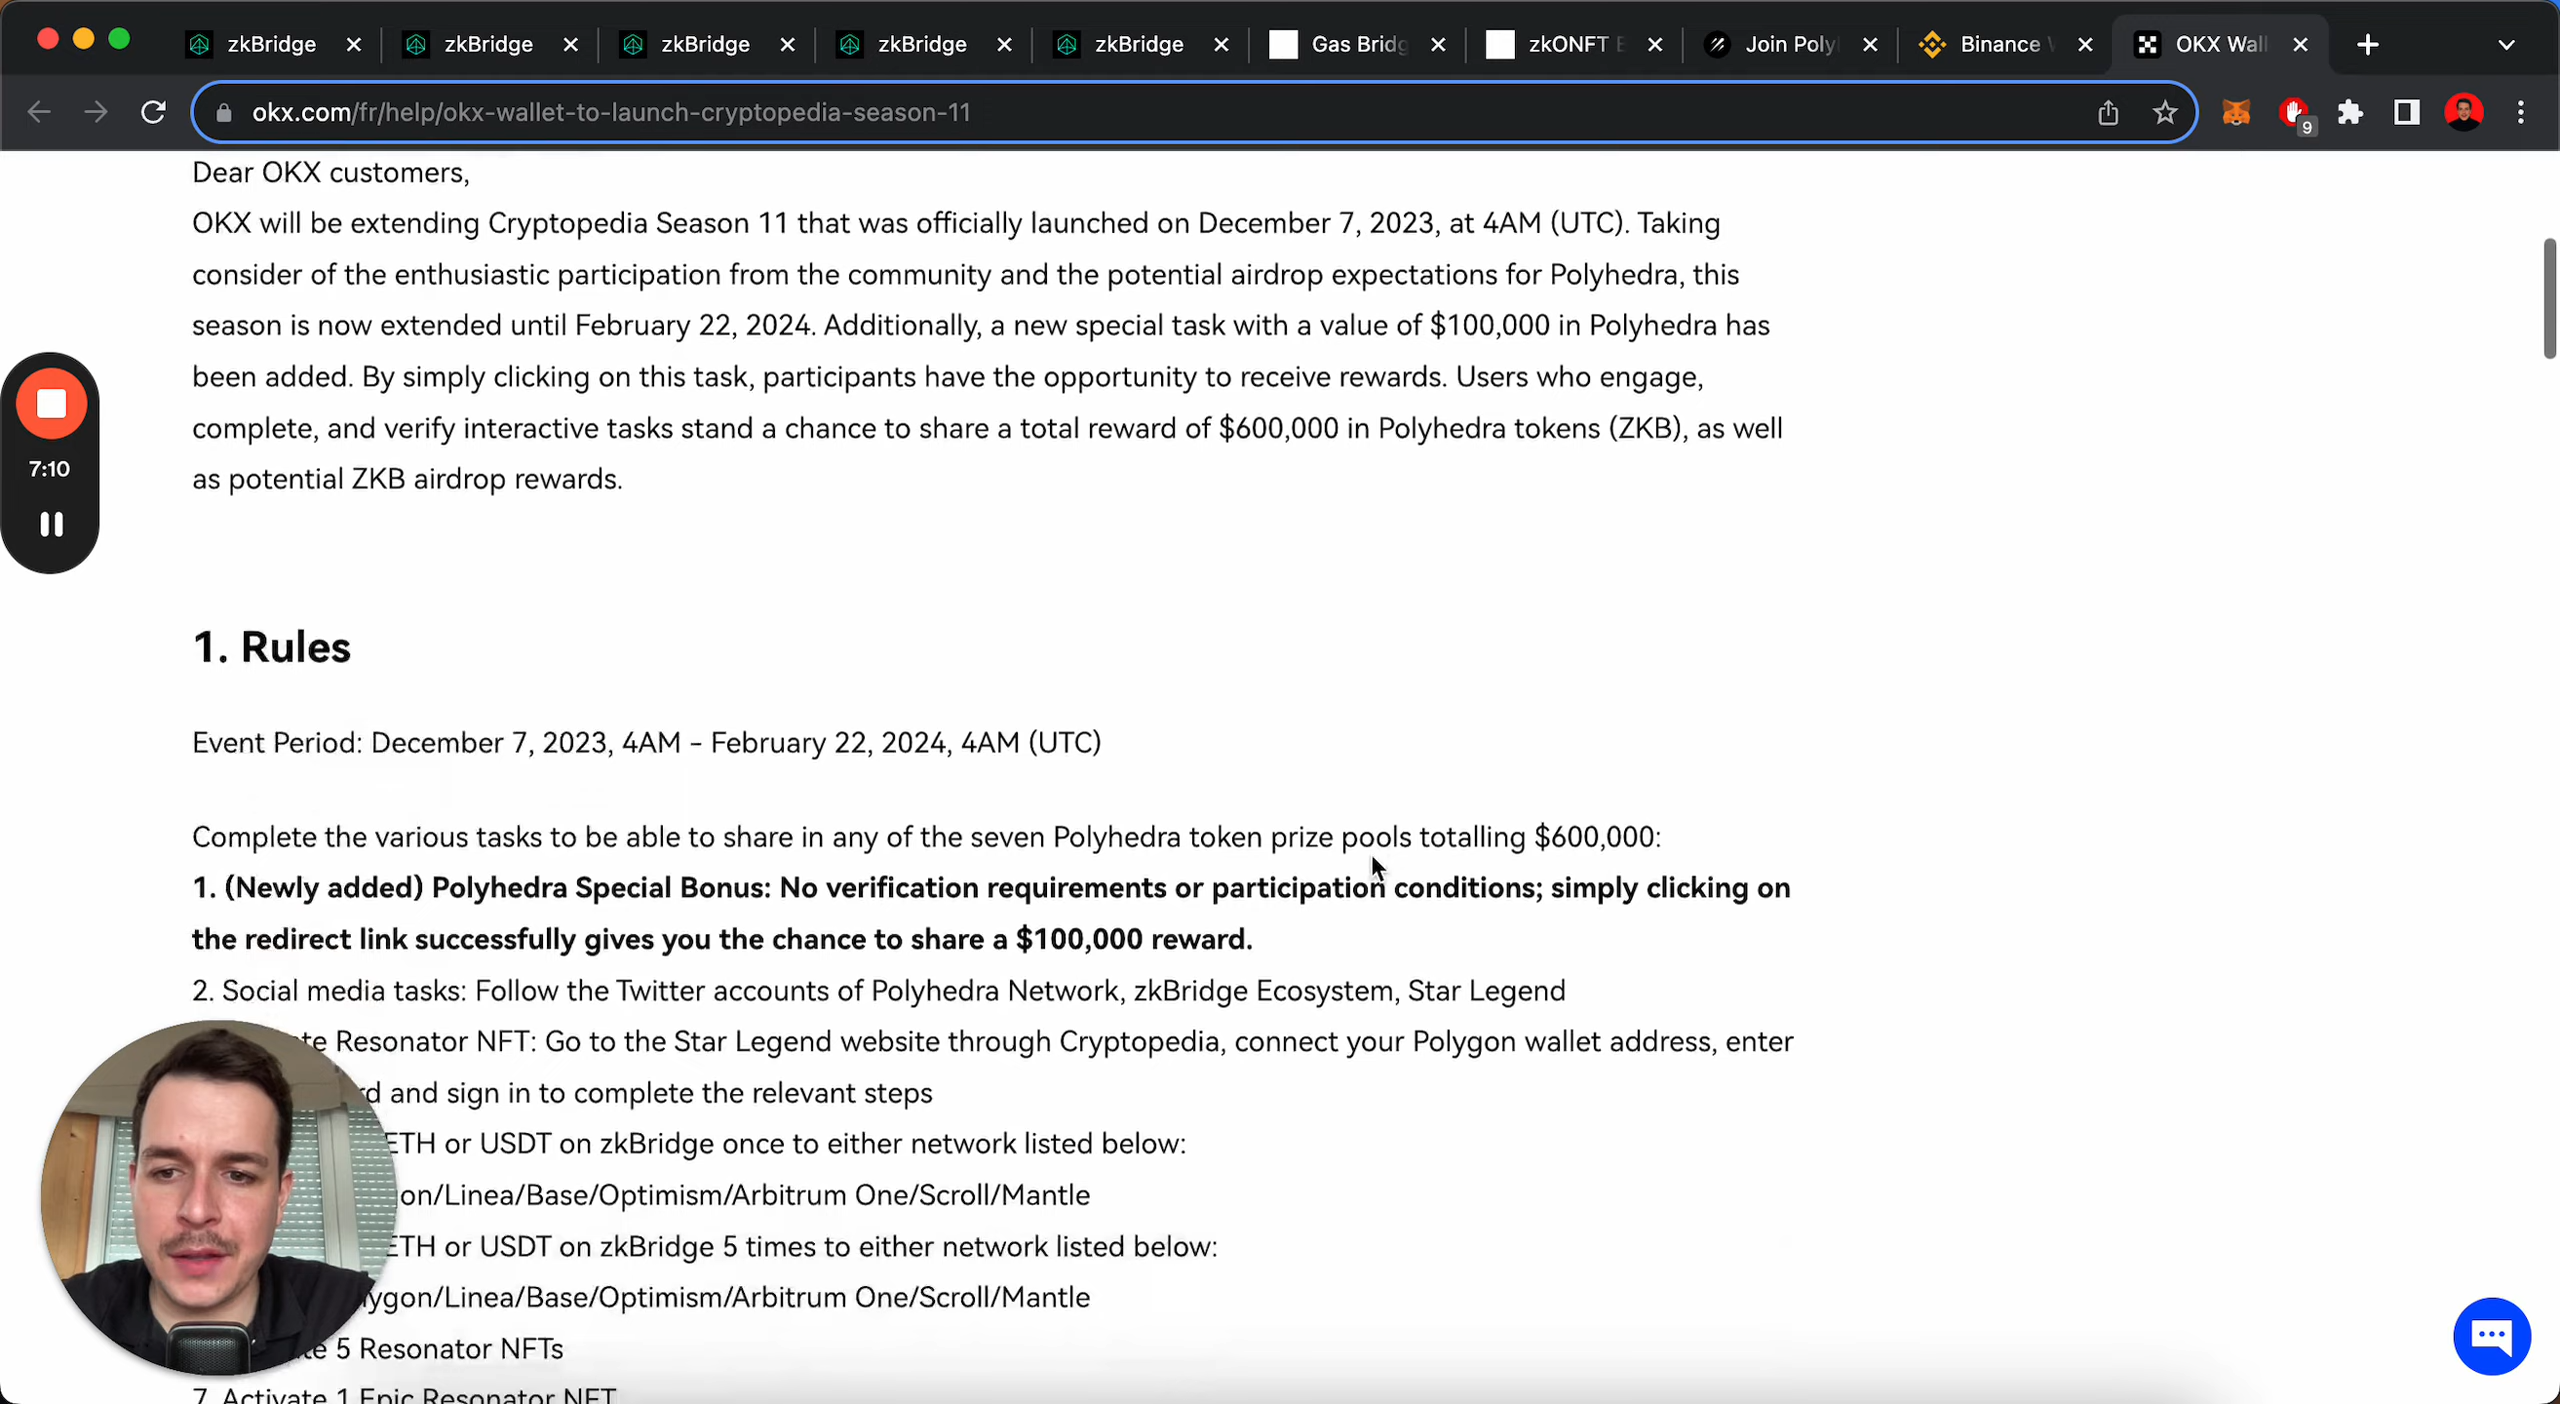 zkBridge
zkBridge
zkBridge
zkBridge
zkBridge
Gas Bridg
zkONFT
Join Poly
Binance
OKX Wall
okx.com/fr/help/okx-wallet-to-launch-cryptopedia-season-11
9
Dear OKX customers,
OKX will be extending Cryptopedia Season 11 that was officially launched on December 7, 2023, at 4AM (UTC). Taking
consider of the enthusiastic participation from the community and the potential airdrop expectations for Polyhedra, this
season is now extended until February 22, 2024. Additionally, a new special task with a value of $100,000 in Polyhedra has
been added. By simply clicking on this task, participants have the opportunity to receive rewards. Users who engage,
complete, and verify interactive tasks stand a chance to share a total reward of $600,000 in Polyhedra tokens (ZKB), as well
as potential ZKB airdrop rewards.
7:10
1. Rules
Event Period: December 7, 2023, 4AM - February 22, 2024, 4AM (UTC)
Complete the various tasks to be able to share in any of the seven Polyhedra token prize pools totalling $600,000:
1. (Newly added) Polyhedra Special Bonus: No verification requirements or participation conditions; simply clicking on
the redirect link successfully gives you the chance to share a $100,000 reward.
2. Social media tasks: Follow the Twitter accounts of Polyhedra Network, zkBridge Ecosystem, Star Legend
te Resonator NFT: Go to the Star Legend website through Cryptopedia, connect your Polygon wallet address, enter
rd and sign in to complete the relevant steps
ETH or USDT on zkBridge once to either network listed below:
on/Linea/Base/Optimism/Arbitrum One/Scroll/Mantle
ETH or USDT on zkBridge 5 times to either network listed below:
lygon/Linea/Base/Optimism/Arbitrum One/Scroll/Mantle
te 5 Resonator NFTs
7. Activate 1 Epic Resonator NFT